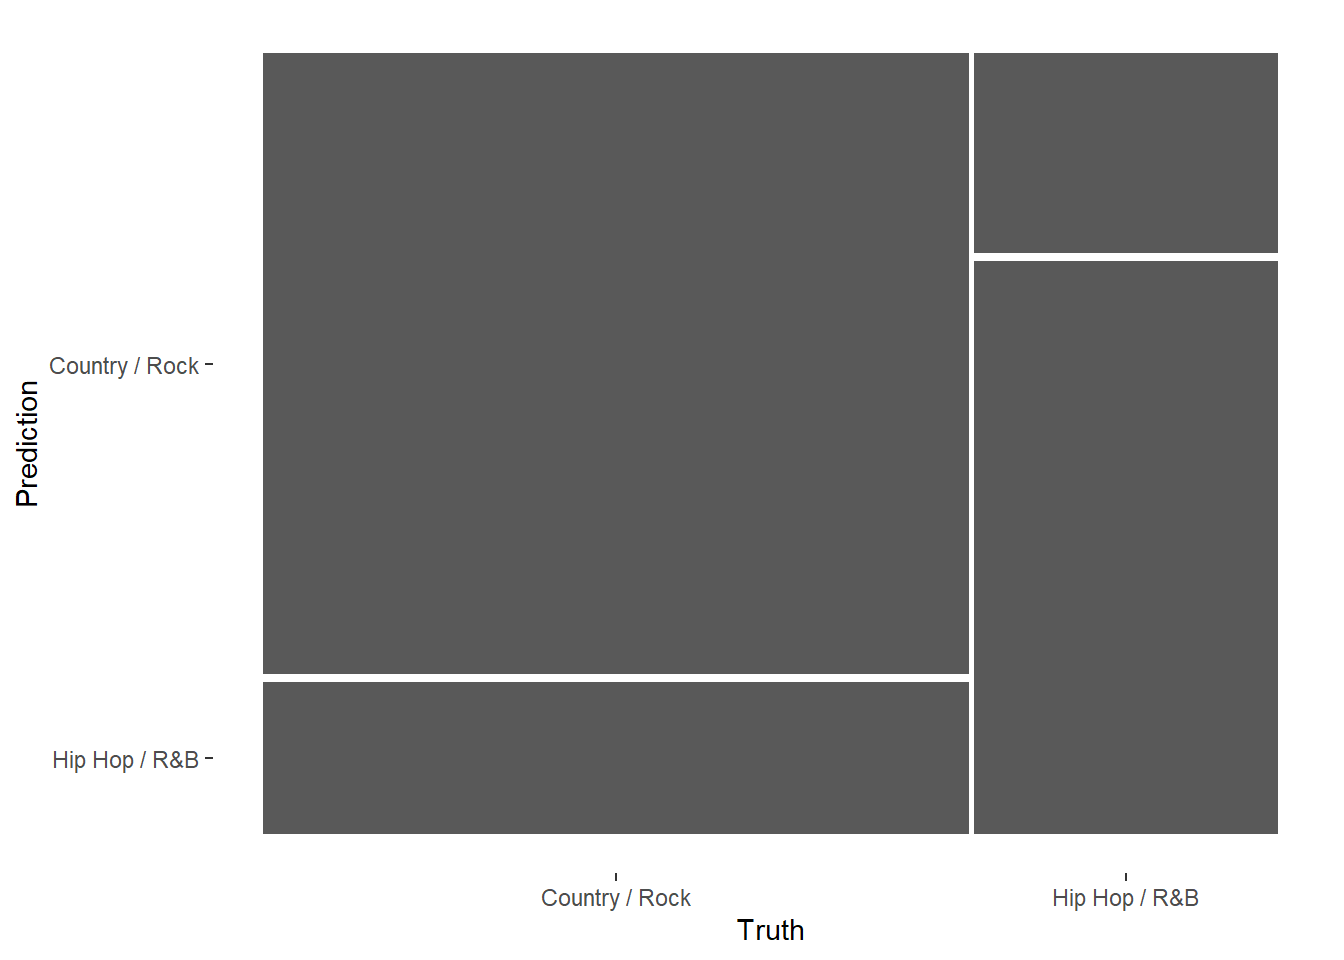 Prediction
Country / Rock
Hip Hop / R&B
Country / Rock
Hip Hop / R&B
Truth